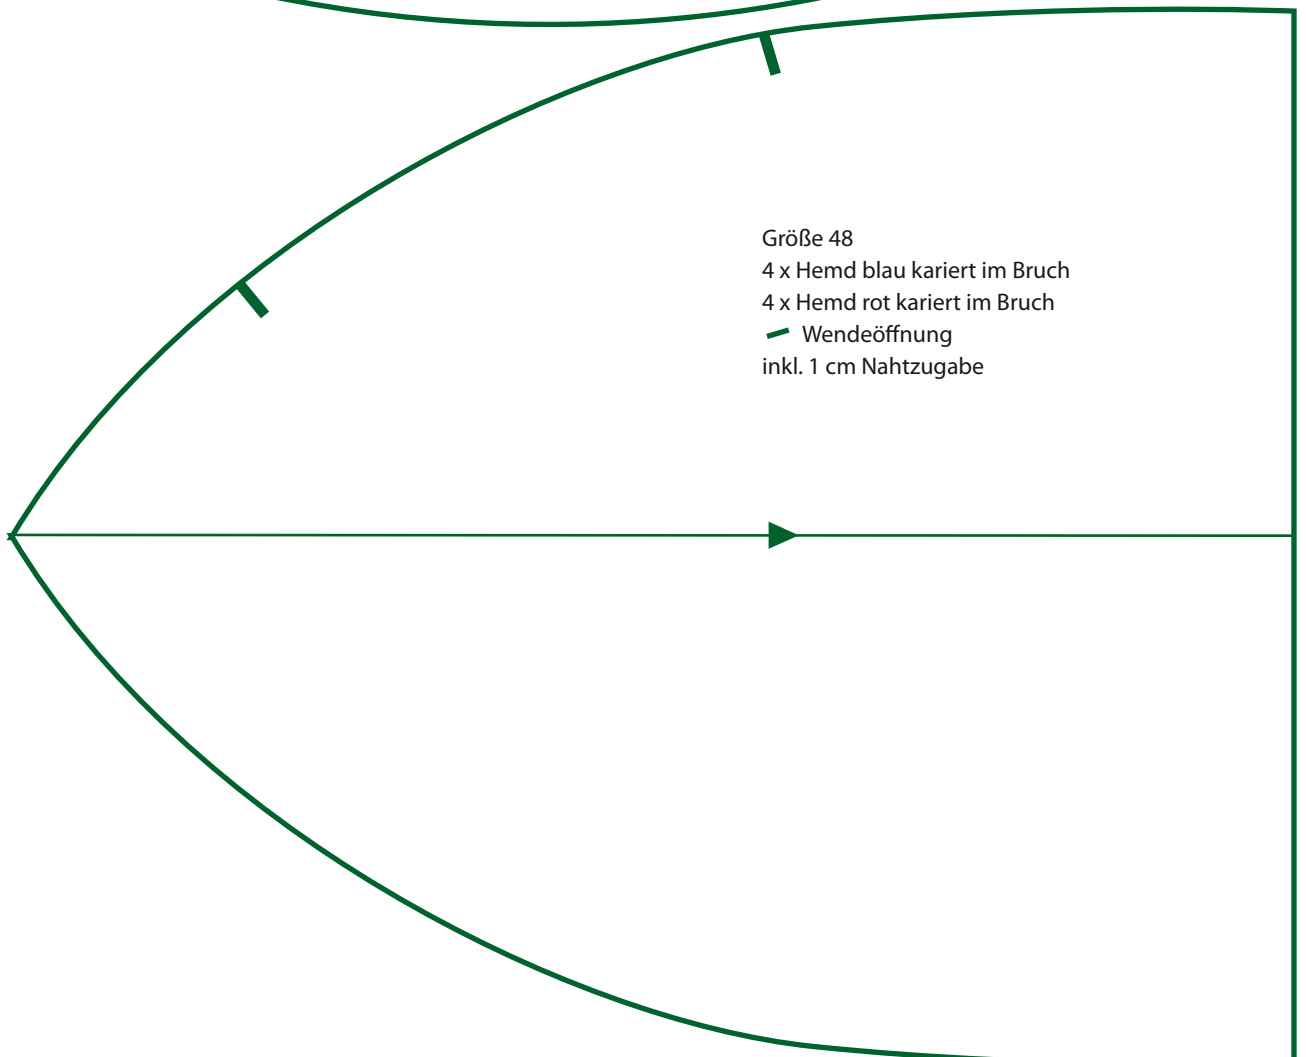 Größe 48
4 x Hemd blau kariert im Bruch
4 x Hemd rot kariert im Bruch
Wendeöffnung
inkl. 1 cm Nahtzugabe